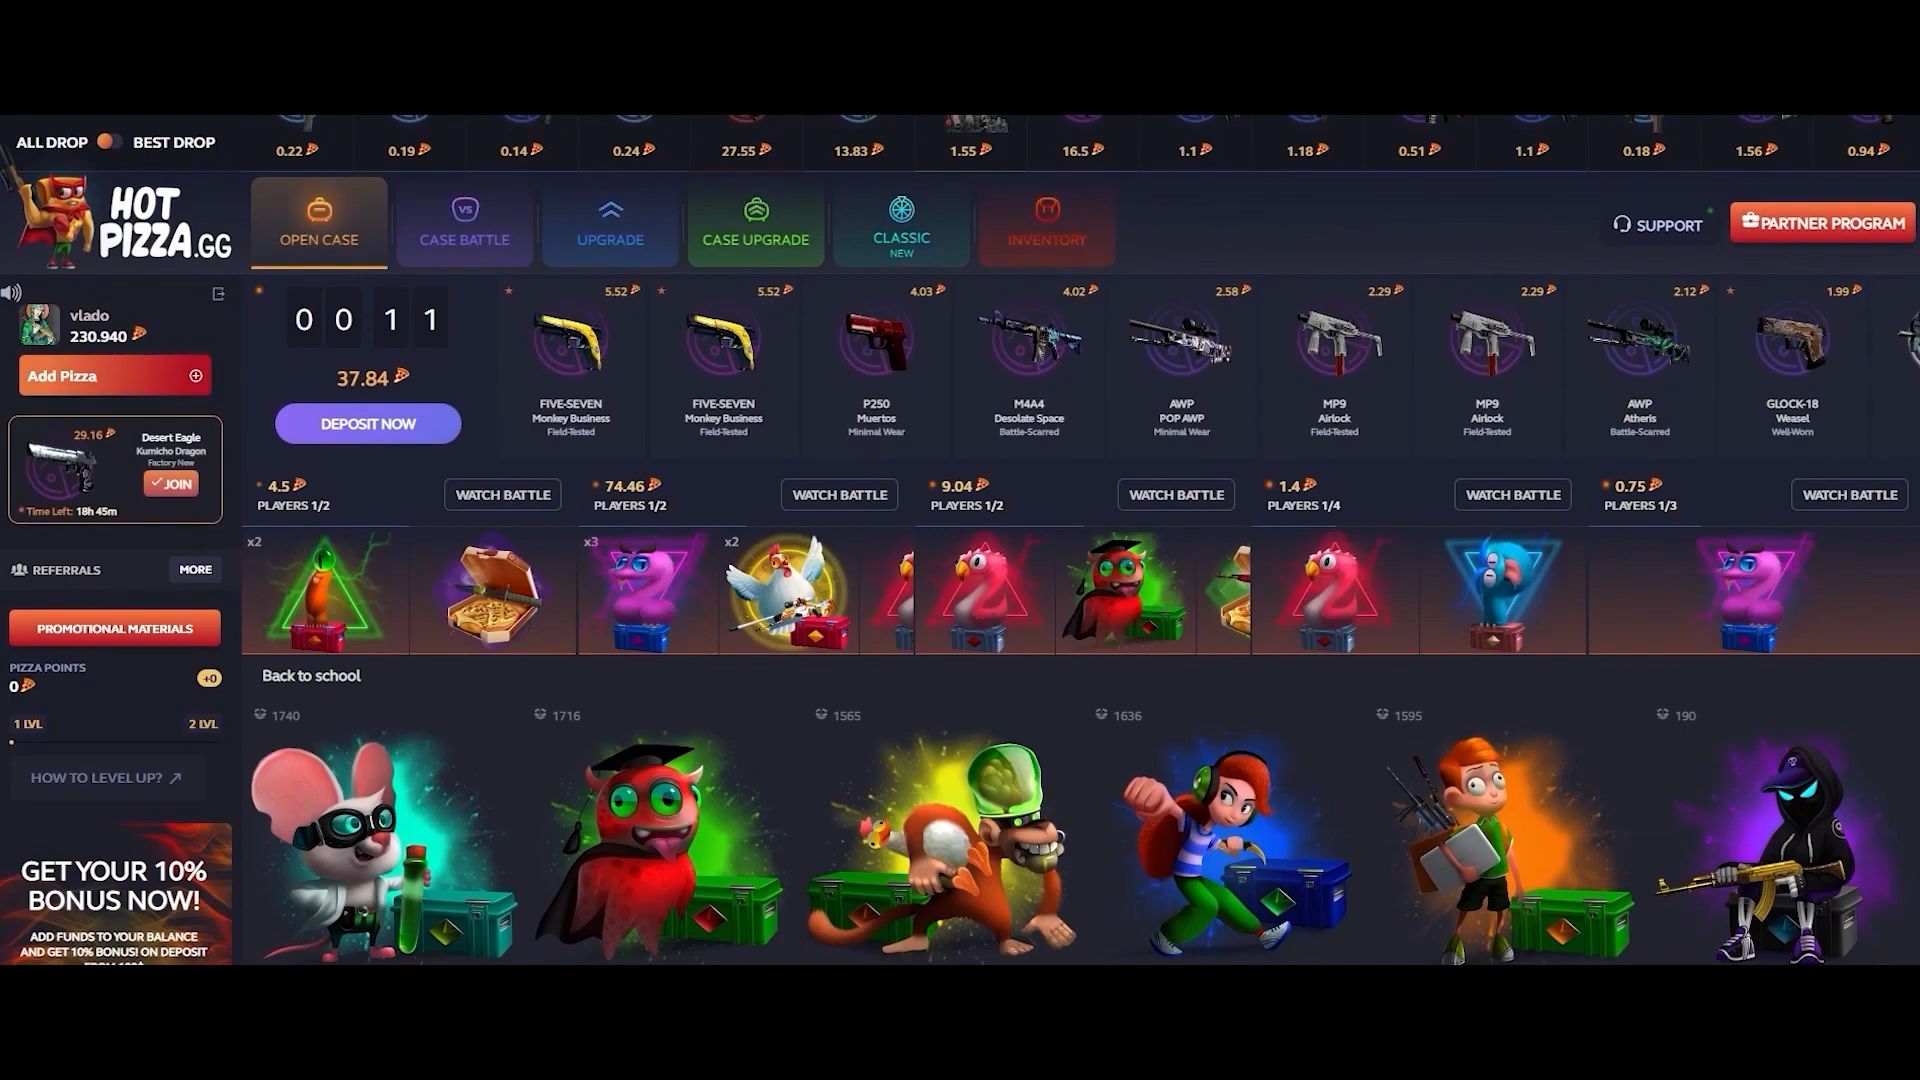 ALL DROP BEST DROP
0.22 0.19 0.14 0.24 27.55 13.83 1.55 16.5 1.1 1.18 0.51 1.1 0.18 1.56 0.94
HOT
PIZZA.GG
OPEN CASE
VS
CASE BATTLE
UPGRADE
CASE UPGRADE
CLASSIC
NEW
INVENTORY
SUPPORT
PARTNER PROGRAM
vlado
230.940
Add Pizza
29.16
Desert Eagle
Kumicho Dragon
Factory New
JOIN
Time Left: 18h 45m
REFERRALS
MORE
PROMOTIONAL MATERIALS
PIZZA POINTS
0
+0
1 LVL 2 LVL
HOW TO LEVEL UP?
GET YOUR 10%
BONUS NOW!
ADD FUNDS TO YOUR BALANCE
AND GET 10% BONUS! ON DEPOSIT
0 0 1 1
37.84
DEPOSIT NOW
5.52
FIVE-SEVEN
Monkey Business
Field-Tested
5.52
FIVE-SEVEN
Monkey Business
Field-Tested
4.03
P250
Muertos
Minimal Wear
4.02
M4A4
Desolate Space
Battle-Scarred
2.58
AWP
POP AWP
Minimal Wear
2.29
MP9
Airlock
Field-Tested
2.29
MP9
Airlock
Field-Tested
2.12
AWP
Atheris
Battle-Scarred
1.99
GLOCK-18
Weasel
Well-Worn
4.5
PLAYERS 1/2
WATCH BATTLE
74.46
PLAYERS 1/2
WATCH BATTLE
9.04
PLAYERS 1/2
WATCH BATTLE
1.4
PLAYERS 1/4
WATCH BATTLE
0.75
PLAYERS 1/3
WATCH BATTLE
x2
x3
x2
Back to school
1740
1716
1565
1636
1595
190